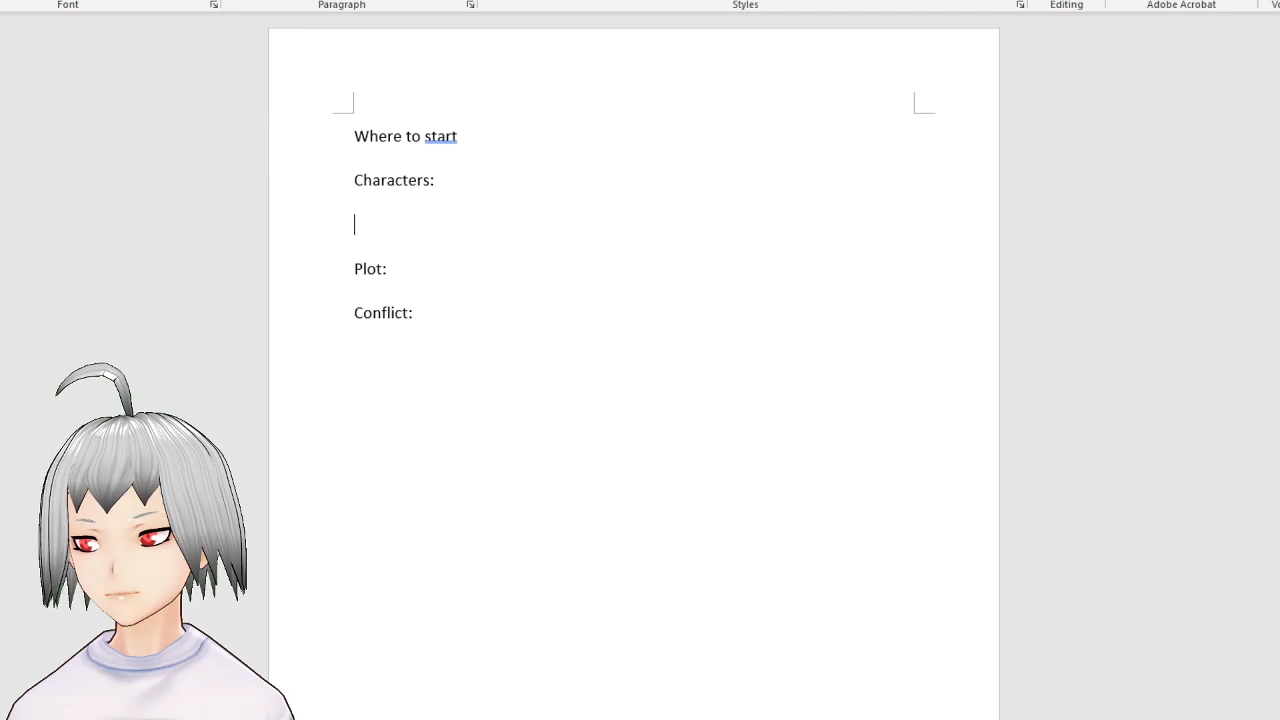 Font Paragraph Styles Editing Adobe Acrobat
Where to start
Characters:
Plot:
Conflict: